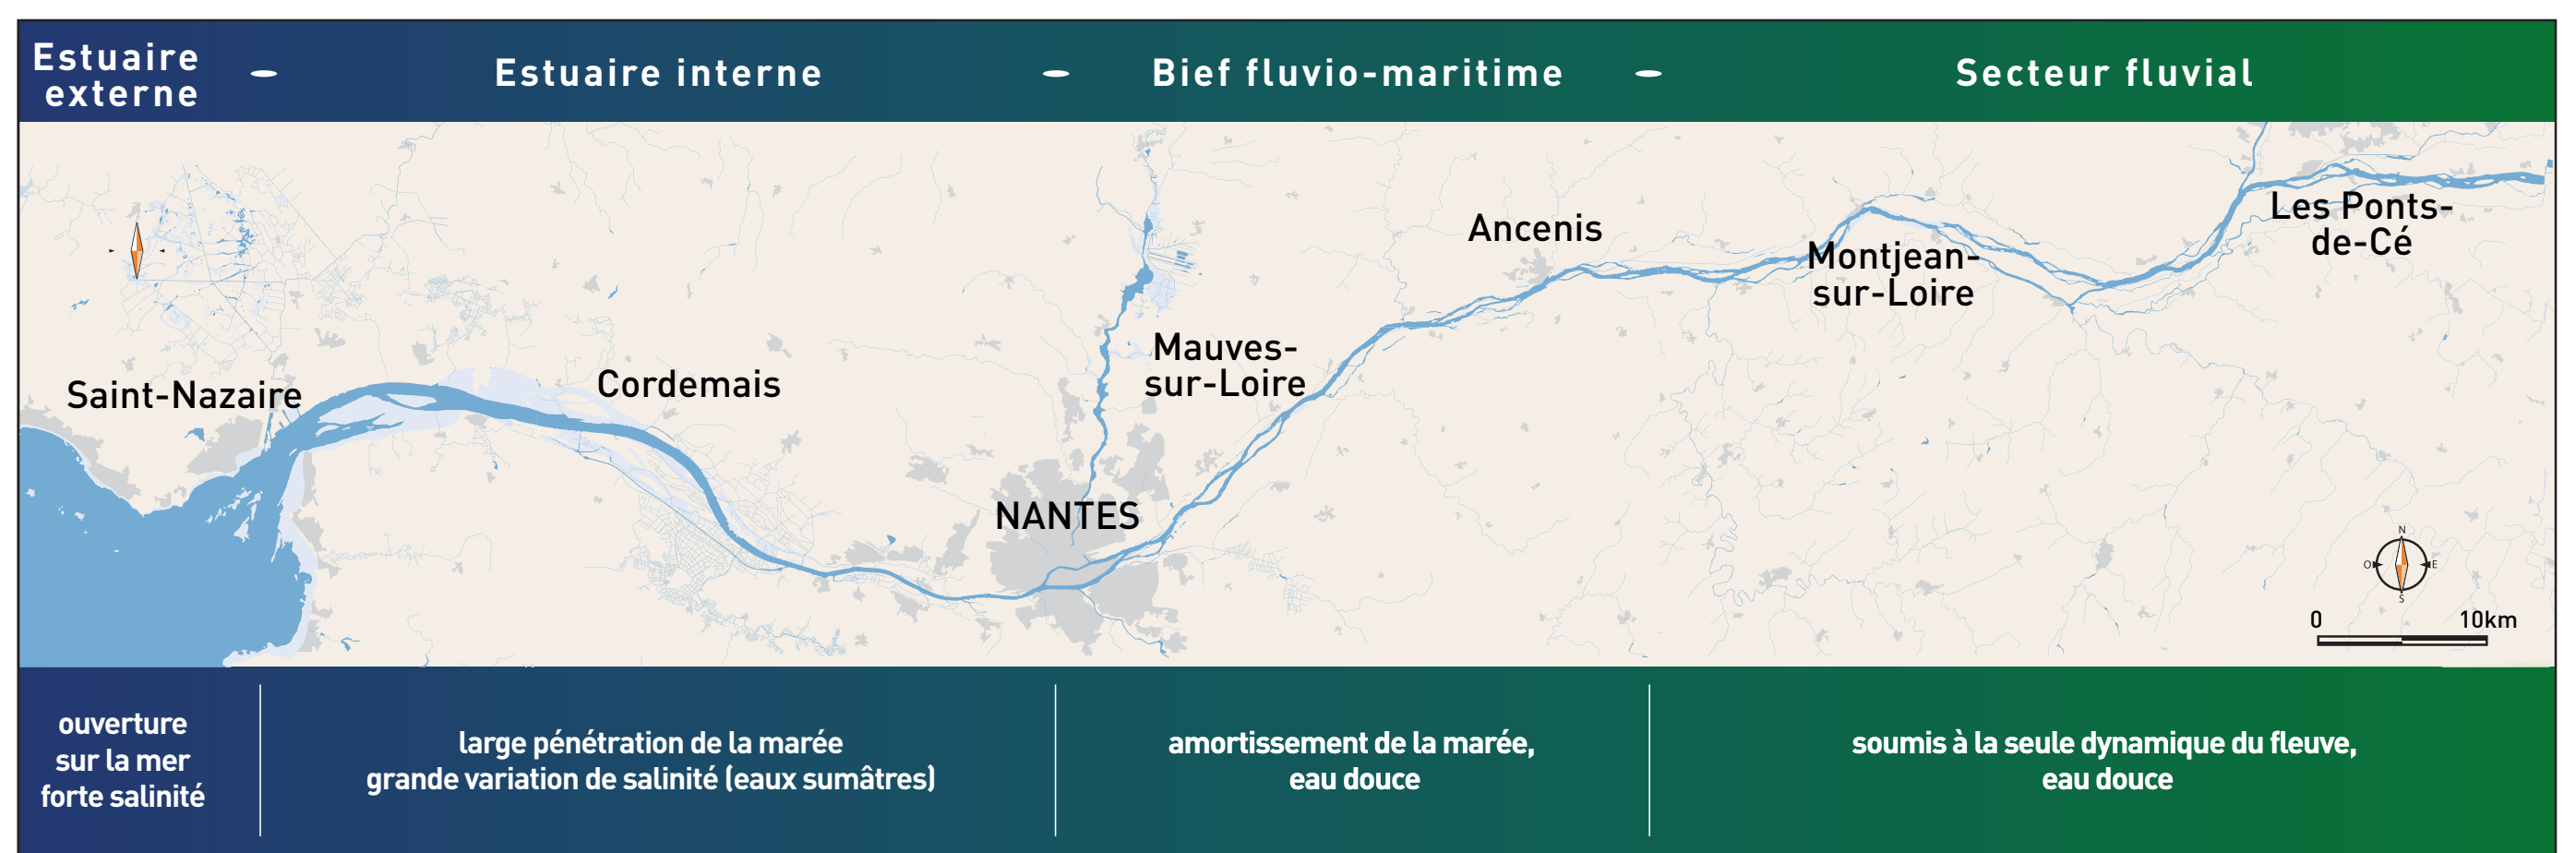 Estuaire
externe
Estuaire interne
Bief fluvio-maritime
Secteur fluvial
Saint-Nazaire
Cordemais
NANTES
Mauves-
sur-Loire
Ancenis
Montjean-
sur-Loire
Les Ponts-
de-Cé
N
O
E
S
0
10km
ouverture
sur la mer
forte salinité
large pénétration de la marée
grande variation de salinité (eaux sumâtres)
amortissement de la marée,
eau douce
soumis à la seule dynamique du fleuve,
eau douce